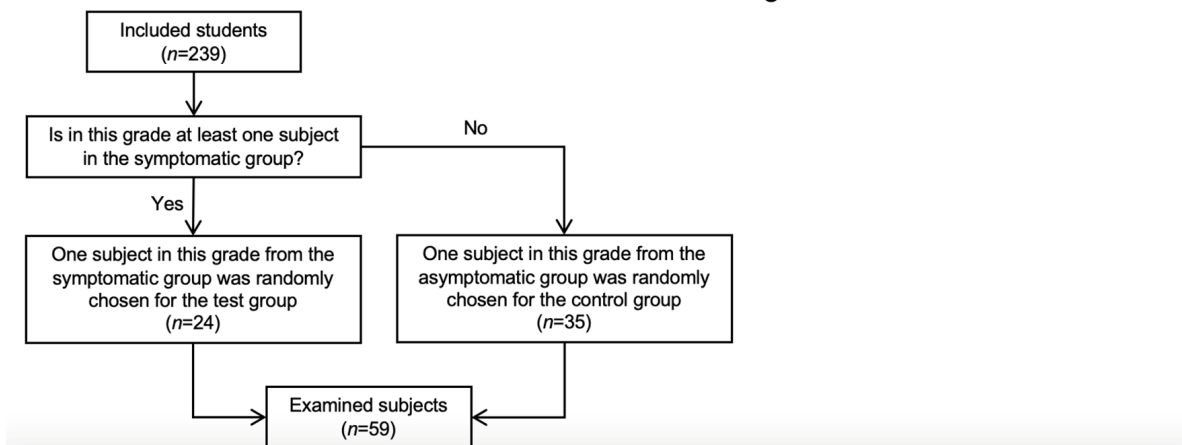 Included students
(n=239)
Is in this grade at least one subject
in the symptomatic group?
No
Yes
One subject in this grade from the
symptomatic group was randomly
chosen for the test group
(n=24)
One subject in this grade from the
asymptomatic group was randomly
chosen for the control group
(n=35)
Examined subjects
(n=59)